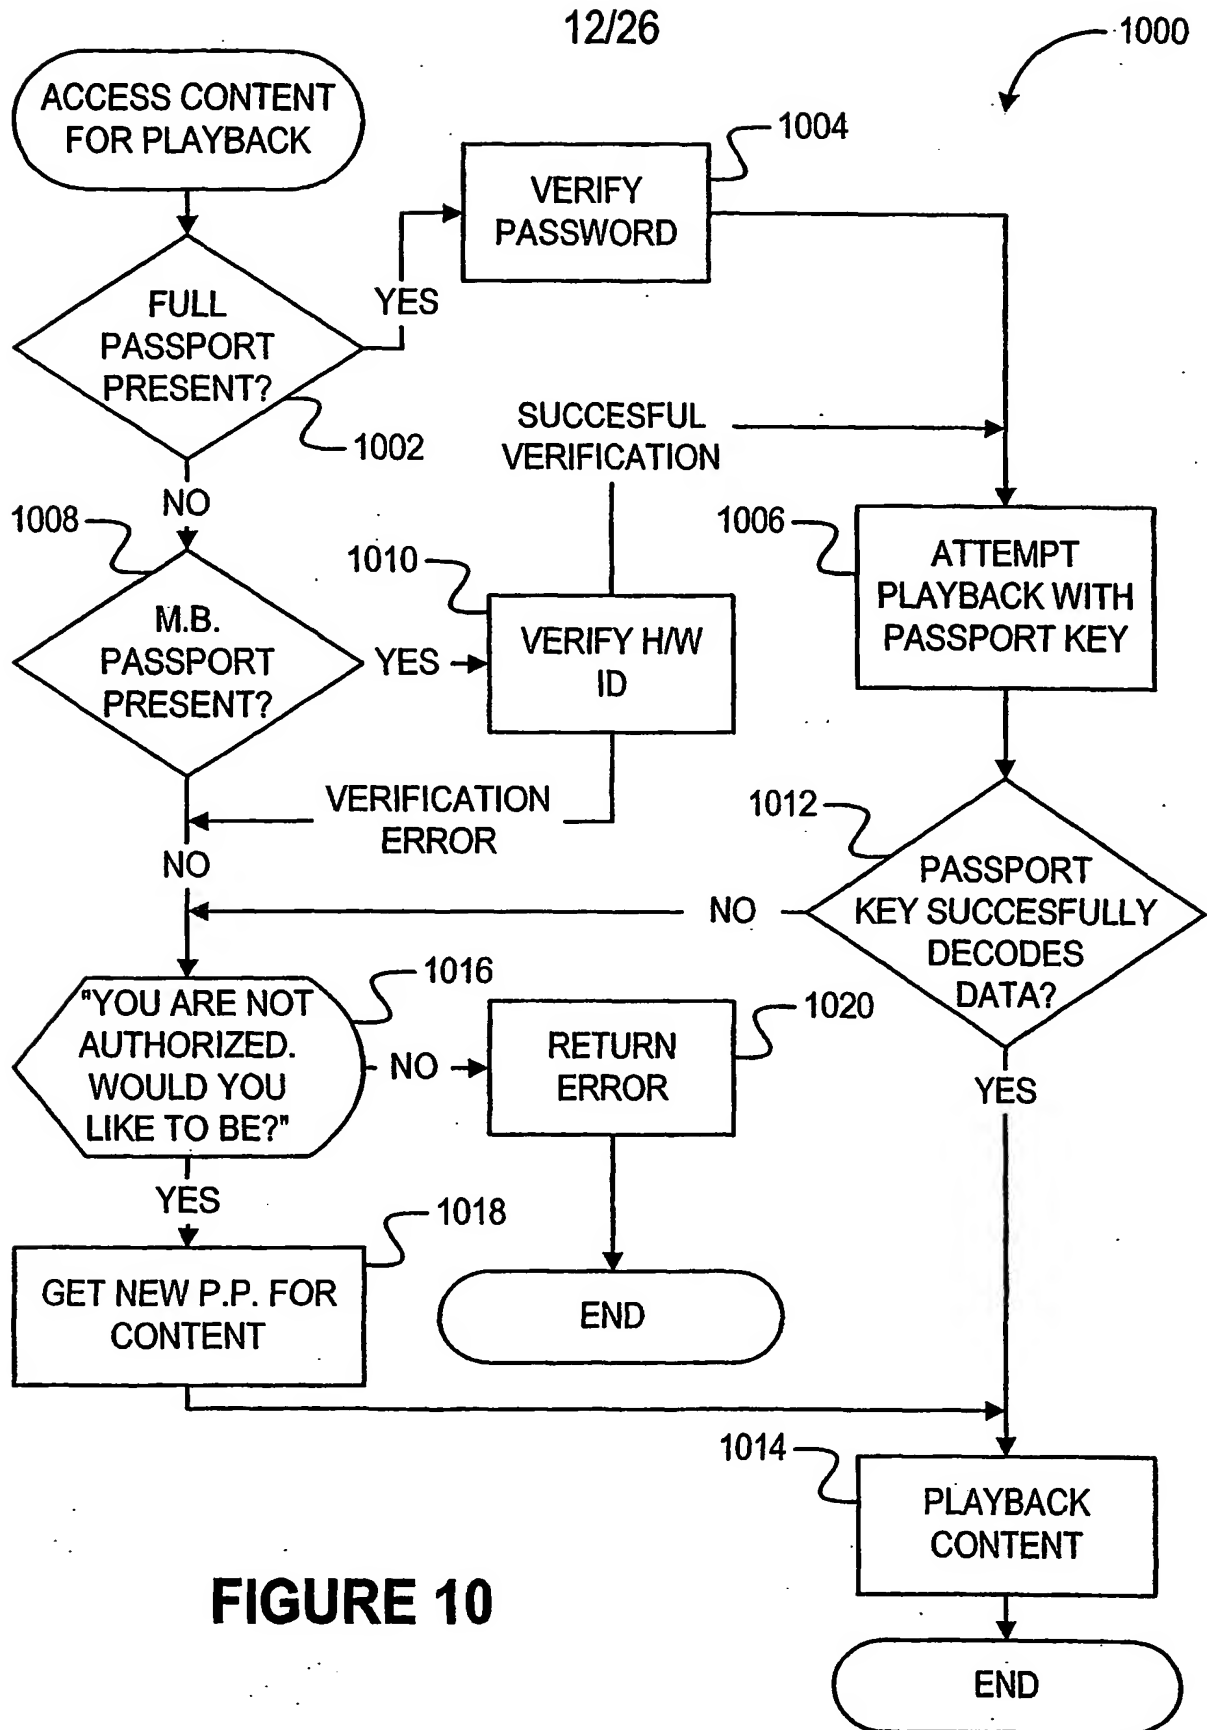 12/26
1000
ACCESS CONTENT
FOR PLAYBACK
1004
VERIFY
PASSWORD
YES
FULL
PASSPORT
PRESENT?
1002
SUCCESFUL
VERIFICATION
NO
1008
1010
1006
ATTEMPT
PLAYBACK WITH
PASSPORT KEY
M.B.
PASSPORT
PRESENT?
YES
VERIFY H/W
ID
VERIFICATION
ERROR
NO
1012
PASSPORT
KEY SUCCESFULLY
DECODES
DATA?
NO
1016
"YOU ARE NOT
AUTHORIZED.
WOULD YOU
LIKE TO BE?"
NO
1020
RETURN
ERROR
YES
YES
1018
GET NEW P.P. FOR
CONTENT
END
1014
PLAYBACK
CONTENT
FIGURE 10
END